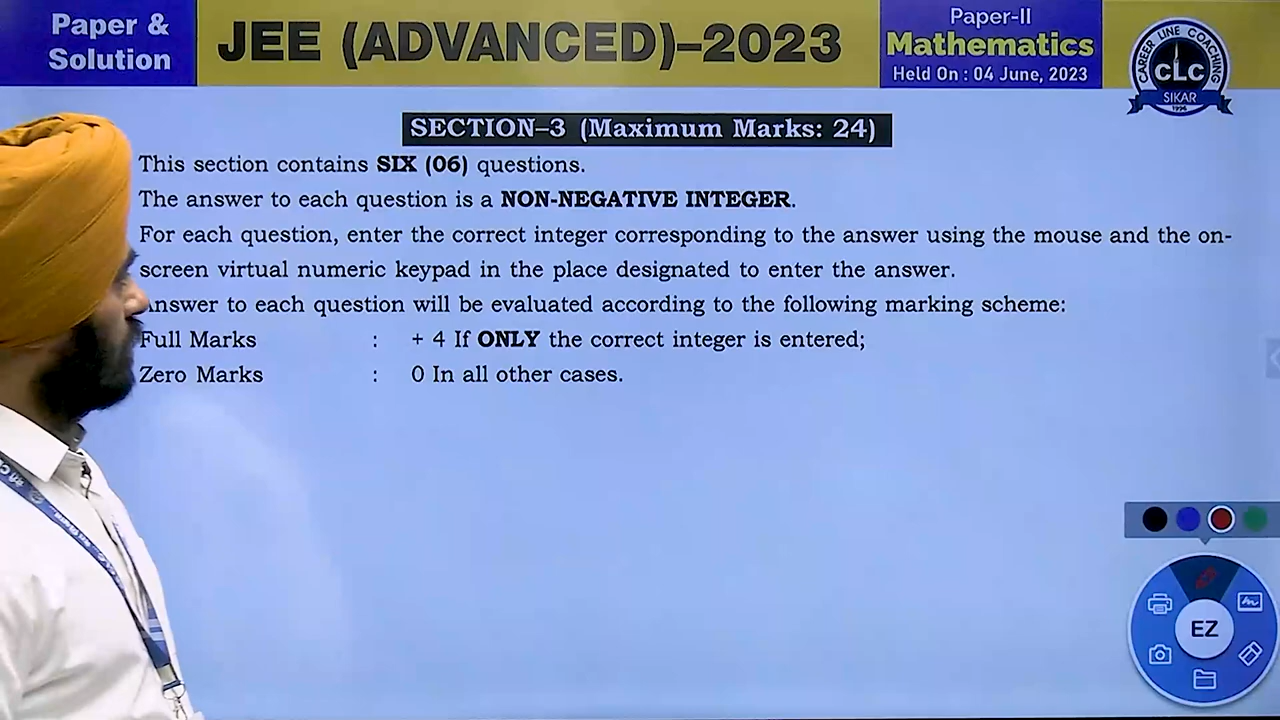 Paper &
Solution
JEE (ADVANCED)–2023
Paper-II
Mathematics
Held On : 04 June, 2023
CAREER LINE COACHING
CLC
SIKAR
1996
SECTION–3 (Maximum Marks: 24)
This section contains SIX (06) questions.
The answer to each question is a NON-NEGATIVE INTEGER.
For each question, enter the correct integer corresponding to the answer using the mouse and the on-
screen virtual numeric keypad in the place designated to enter the answer.
Answer to each question will be evaluated according to the following marking scheme:
Full Marks : + 4 If ONLY the correct integer is entered;
Zero Marks : 0 In all other cases.
EZ